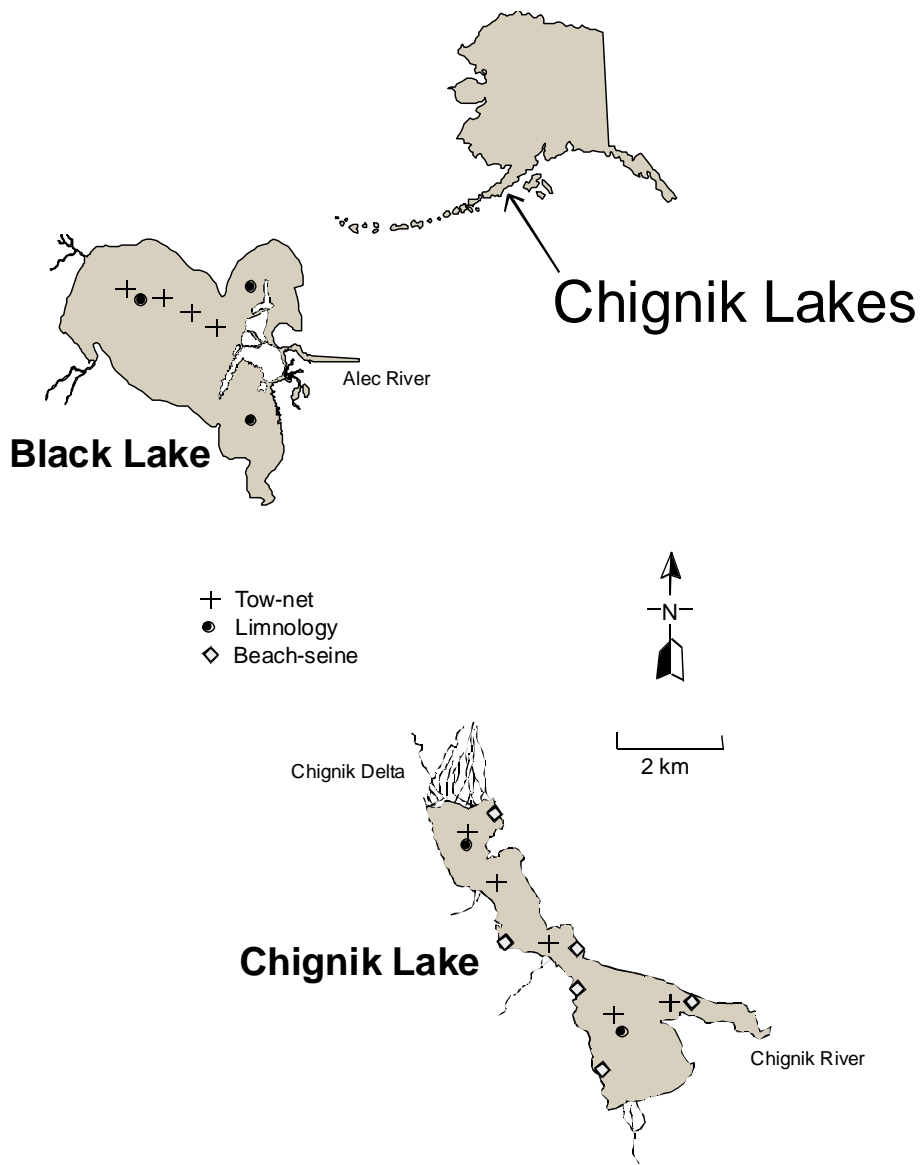 Chignik Lakes
Alec River
Black Lake
Tow-net
Limnology
Beach-seine
N
2 km
Chignik Delta
Chignik Lake
Chignik River